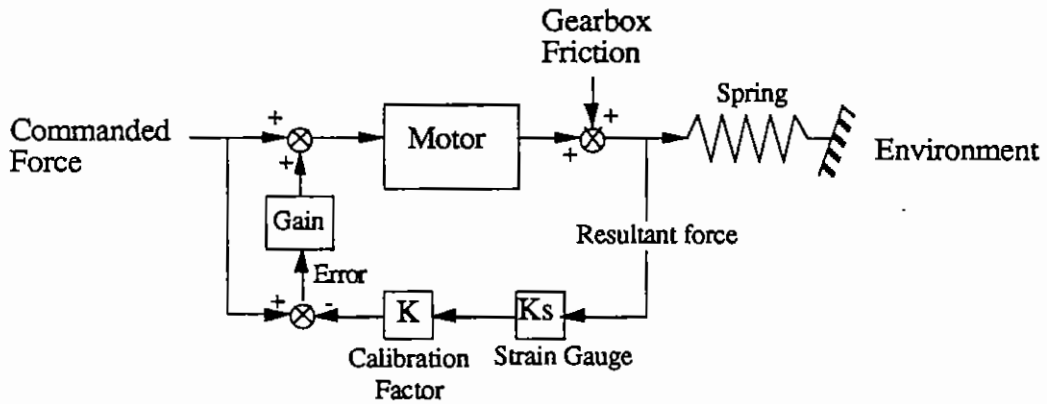 Gearbox
Friction
Spring
Commanded
Force
+
+
Motor
+
+
Environment
Gain
Resultant force
Error
+
-
K
Ks
Calibration
Factor
Strain Gauge